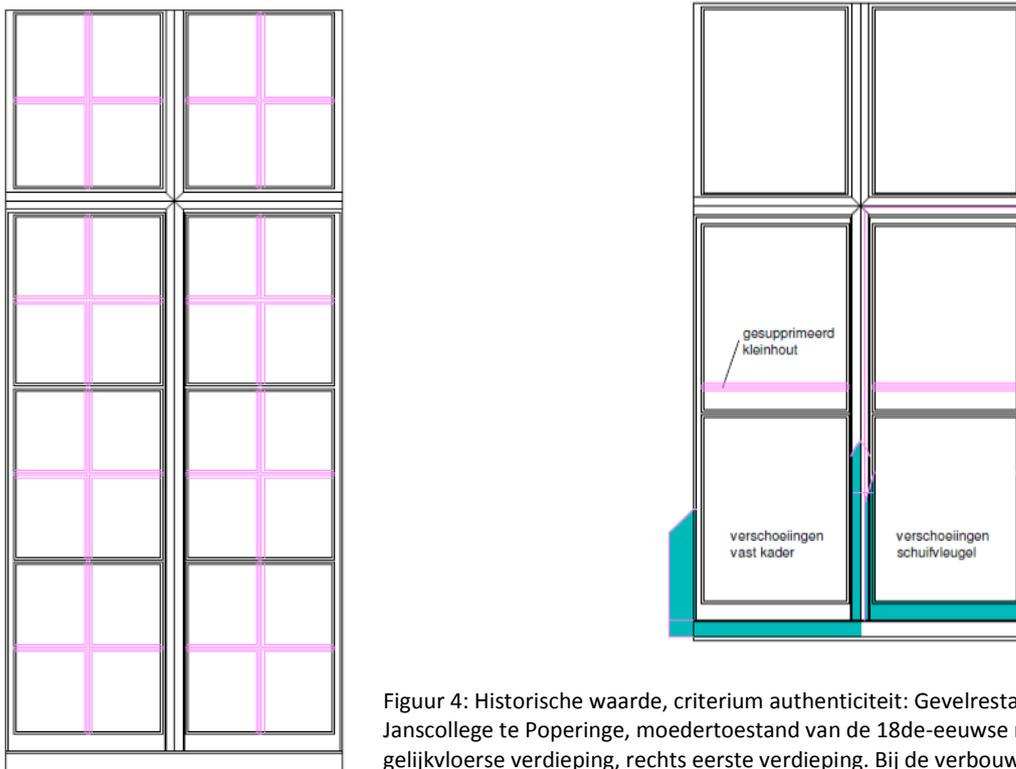 gesupprimeerd
kleinhout
verschoeiingen
vast kader
verschoeiingen
schuifvleugel
Figuur 4: Historische waarde, criterium authenticiteit: Gevelresta
Janscollege te Poperinge, moedertoestand van de 18de-eeuwse
gelijkvloerse verdieping, rechts eerste verdieping. Bij de verbouw